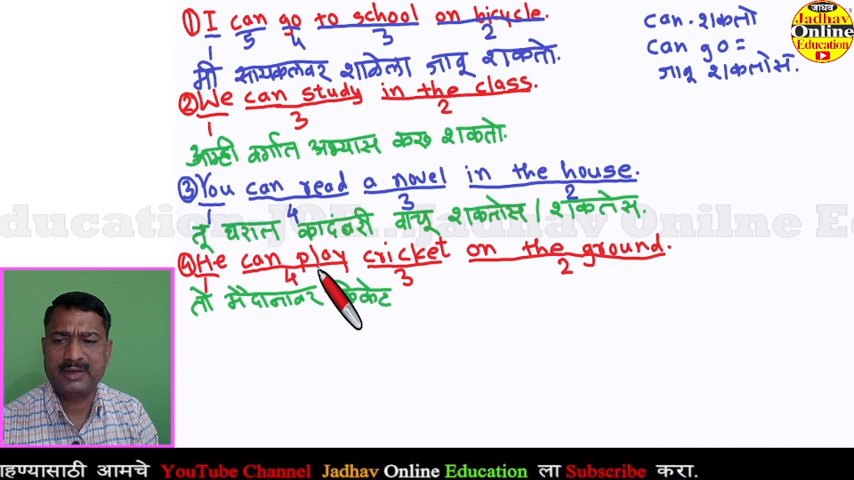 ① I can go to school on bicycle.
1 5 4 3 2
can - शकतो
can go =
जावू शकतोस.
मी सायकलवर शाळेला जावू शकतो.
② We can study in the class.
1 3 2
आम्ही वर्गात अभ्यास करू शकतो.
③ You can read a novel in the house.
1 4 3 2
तू घरात कादंबरी वाचू शकतोस / शकतेस.
④ He can play cricket on the ground.
1 4 3 2
तो मैदानावर क्रिकेट
जाधव
Jadhav
Online
Education
ाहण्यासाठी आमचे YouTube Channel Jadhav Online Education ला Subscribe करा.